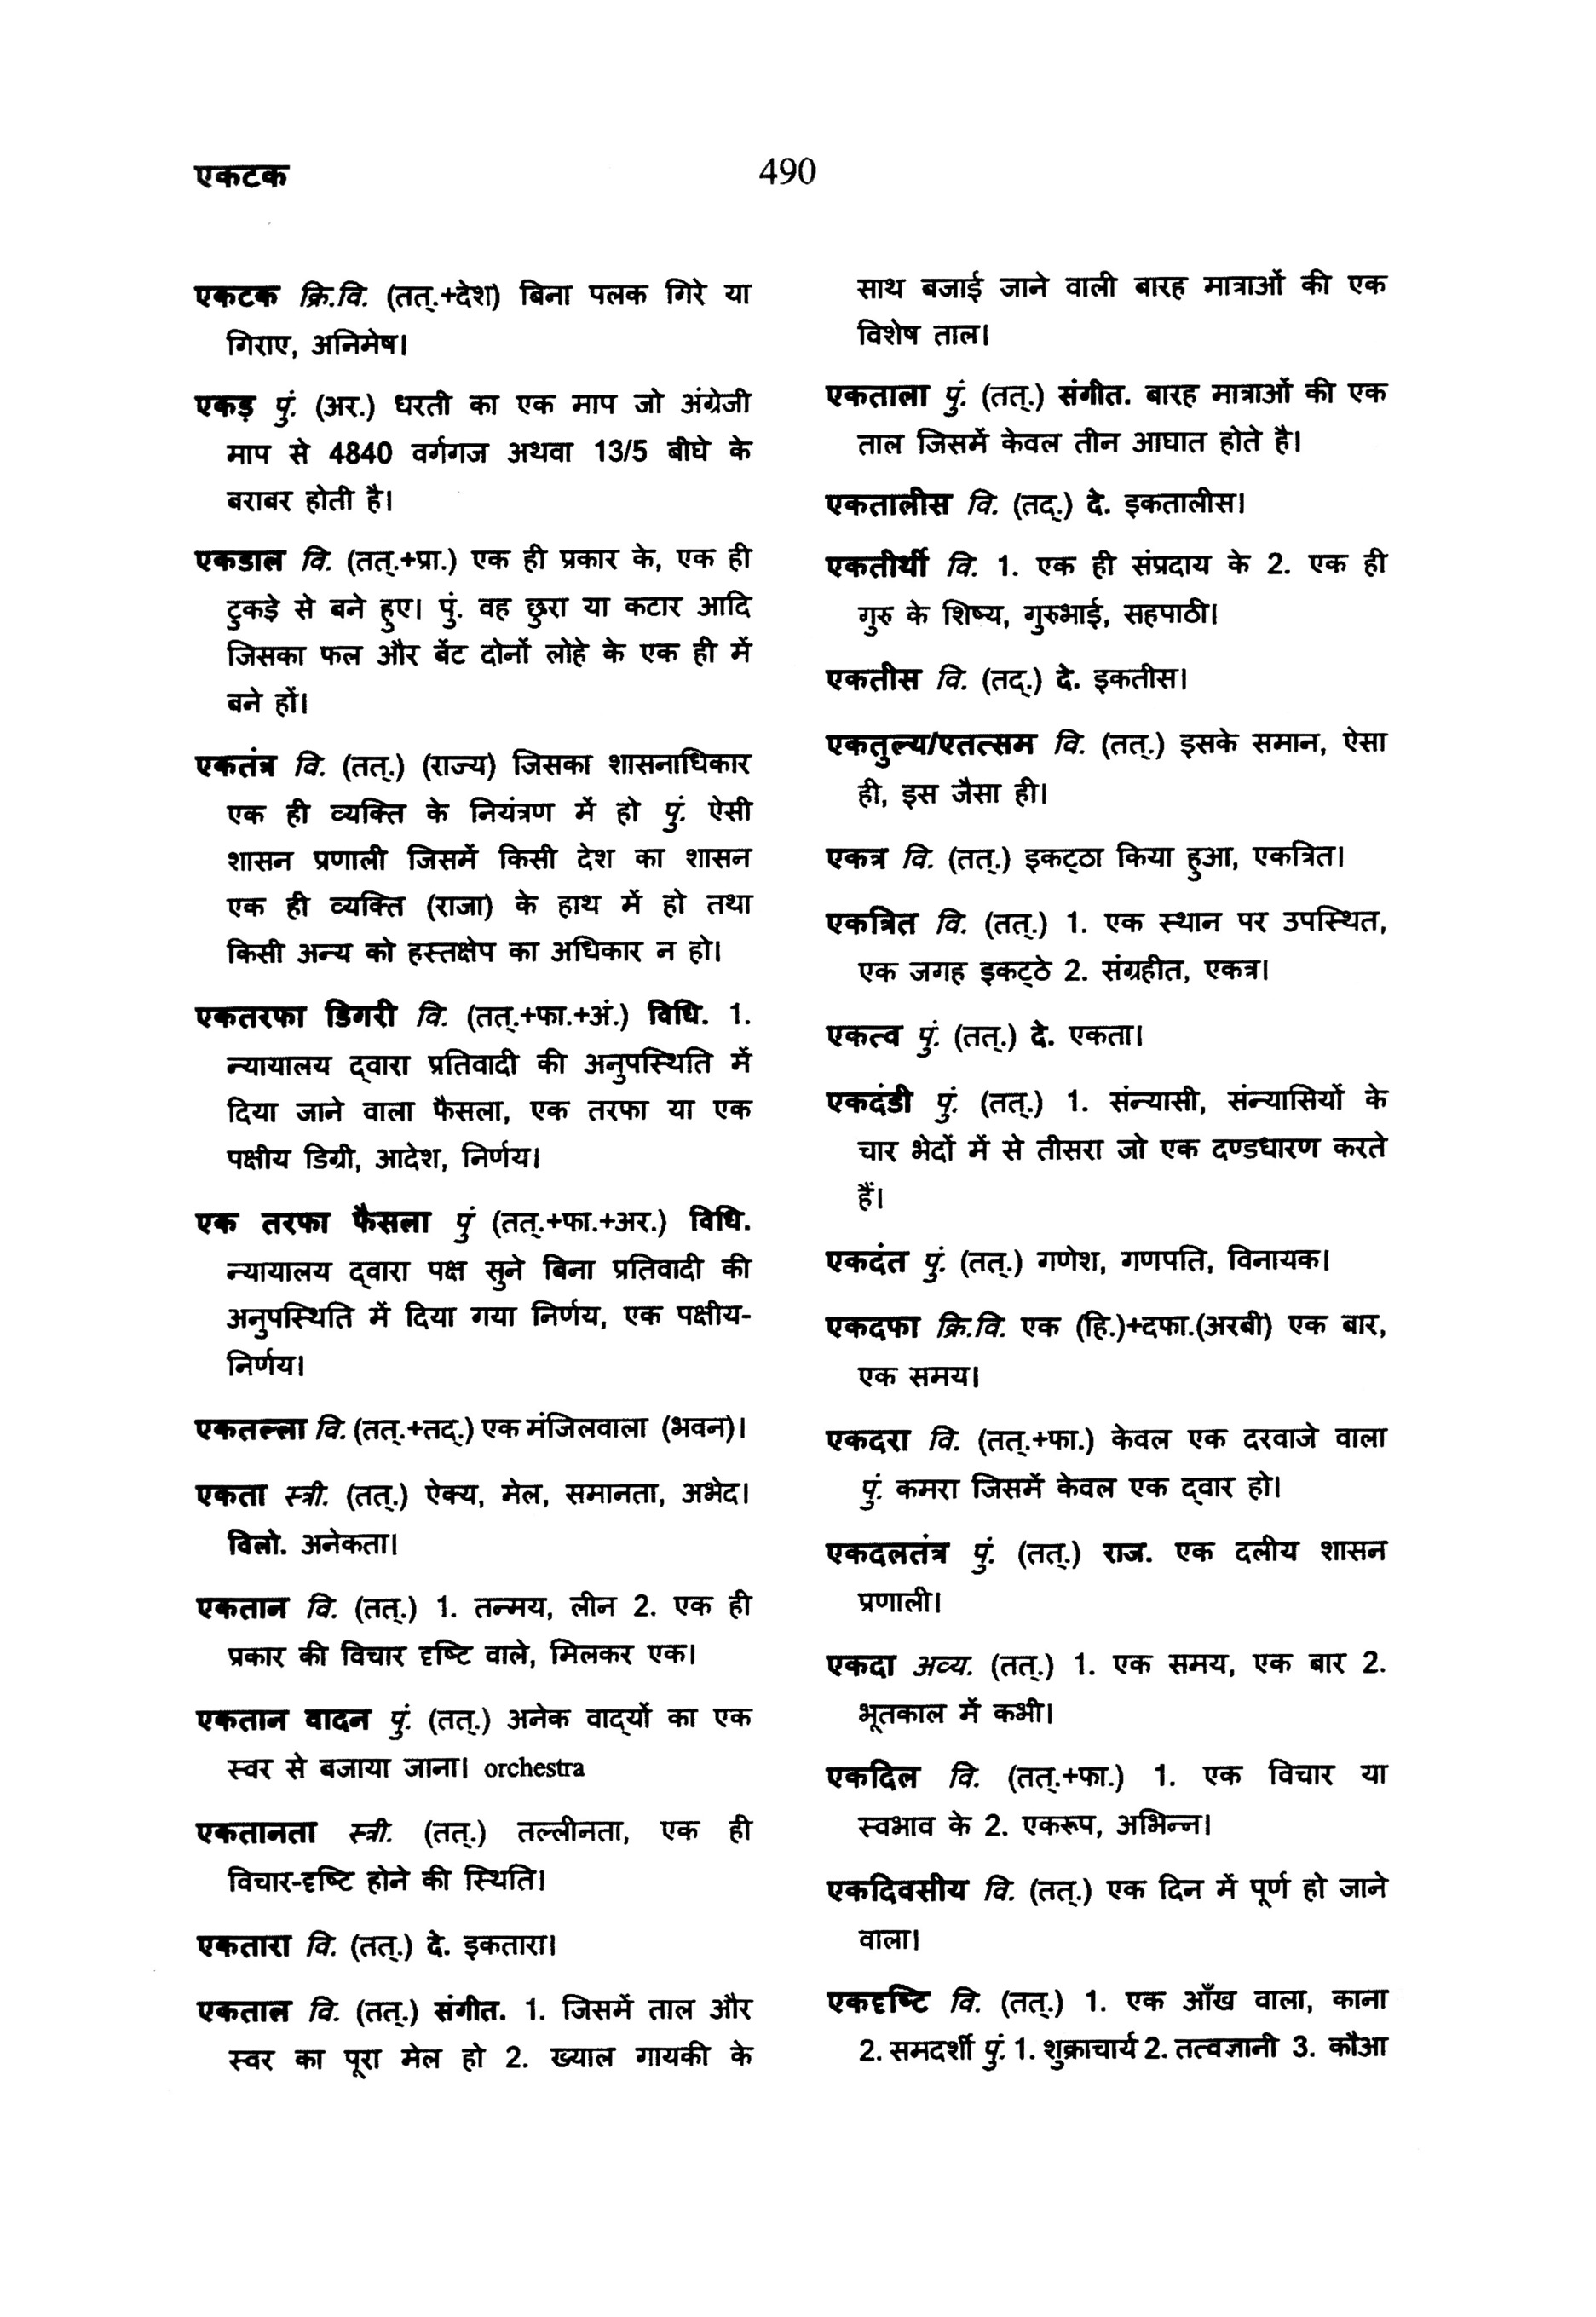 एकटक
490
एकटक क्रि.वि. (तत्.+देश) बिना पलक गिरे या
गिराए, अनिमेष।
एकड़ पुं. (अर.) धरती का एक माप जो अंग्रेजी
माप से 4840 वर्गगज अथवा 13/5 बीघे के
बराबर होती है।
एकडाल वि. (तत्.+प्रा.) एक ही प्रकार के, एक ही
टुकड़े से बने हुए। पुं. वह छुरा या कटार आदि
जिसका फल और बेंट दोनों लोहे के एक ही में
बने हों।
एकतंत्र वि. (तत्.) (राज्य) जिसका शासनाधिकार
एक ही व्यक्ति के नियंत्रण में हो पुं. ऐसी
शासन प्रणाली जिसमें किसी देश का शासन
एक ही व्यक्ति (राजा) के हाथ में हो तथा
किसी अन्य को हस्तक्षेप का अधिकार न हो।
एकतरफा डिगरी वि. (तत्.+फा.+अं.) विधि. 1.
न्यायालय द्वारा प्रतिवादी की अनुपस्थिति में
दिया जाने वाला फैसला, एक तरफा या एक
पक्षीय डिग्री, आदेश, निर्णय।
एक तरफा फैसला पुं (तत्.+फा.+अर.) विधि.
न्यायालय द्वारा पक्ष सुने बिना प्रतिवादी की
अनुपस्थिति में दिया गया निर्णय, एक पक्षीय-
निर्णय।
एकतल्ला वि. (तत्.+तद्.) एक मंजिलवाला (भवन)।
एकता स्त्री. (तत्.) ऐक्य, मेल, समानता, अभेद।
विलो. अनेकता।
एकतान वि. (तत्.) 1. तन्मय, लीन 2. एक ही
प्रकार की विचार दृष्टि वाले, मिलकर एक।
एकतान वादन पुं. (तत्.) अनेक वाद्यों का एक
स्वर से बजाया जाना। orchestra
एकतानता स्त्री. (तत्.) तल्लीनता, एक ही
विचार-दृष्टि होने की स्थिति।
एकतारा वि. (तत्.) दे. इकतारा।
एकताल वि. (तत्.) संगीत. 1. जिसमें ताल और
स्वर का पूरा मेल हो 2. ख्याल गायकी के
साथ बजाई जाने वाली बारह मात्राओं की एक
विशेष ताल।
एकताला पुं. (तत्.) संगीत. बारह मात्राओं की एक
ताल जिसमें केवल तीन आघात होते है।
एकतालीस वि. (तद्.) दे. इकतालीस।
एकतीर्थी वि. 1. एक ही संप्रदाय के 2. एक ही
गुरु के शिष्य, गुरुभाई, सहपाठी।
एकतीस वि. (तद्.) दे. इकतीस।
एकतुल्य/एतत्सम वि. (तत्.) इसके समान, ऐसा
ही, इस जैसा ही।
एकत्र वि. (तत्.) इकट्ठा किया हुआ, एकत्रित।
एकत्रित वि. (तत्.) 1. एक स्थान पर उपस्थित,
एक जगह इकट्ठे 2. संग्रहीत, एकत्र।
एकत्व पुं. (तत्.) दे. एकता।
एकदंडी पुं. (तत्.) 1. संन्यासी, संन्यासियों के
चार भेदों में से तीसरा जो एक दण्डधारण करते
हैं।
एकदंत पुं. (तत्.) गणेश, गणपति, विनायक।
एकदफा क्रि.वि. एक (हि.)+दफा.(अरबी) एक बार,
एक समय।
एकदरा वि. (तत्.+फा.) केवल एक दरवाजे वाला
पुं. कमरा जिसमें केवल एक द्वार हो।
एकदलतंत्र पुं. (तत्.) राज. एक दलीय शासन
प्रणाली।
एकदा अव्य. (तत्.) 1. एक समय, एक बार 2.
भूतकाल में कभी।
एकदिल वि. (तत्.+फा.) 1. एक विचार या
स्वभाव के 2. एकरूप, अभिन्न।
एकदिवसीय वि. (तत्.) एक दिन में पूर्ण हो जाने
वाला।
एकदृष्टि वि. (तत्.) 1. एक आँख वाला, काना
2. समदर्शी पुं. 1. शुक्राचार्य 2. तत्वज्ञानी 3. कौआ